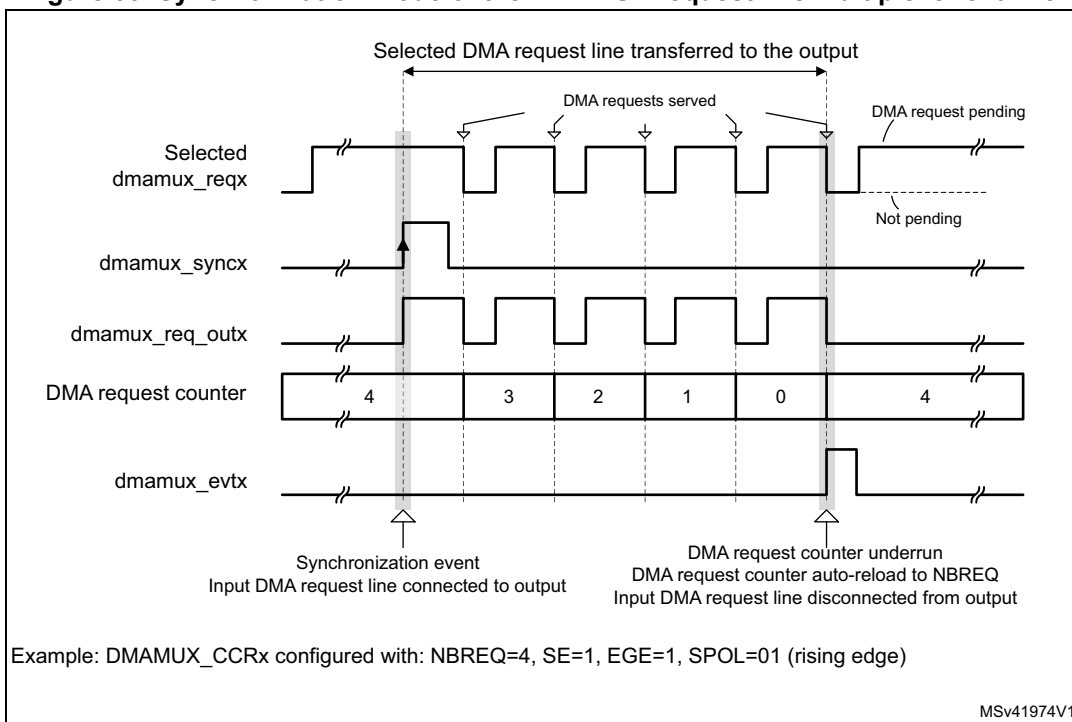 Selected DMA request line transferred to the output
DMA requests served
DMA request pending
Selected
dmamux_reqx
Not pending
dmamux_syncx
dmamux_req_outx
DMA request counter
4
3
2
1
0
4
dmamux_evtx
Synchronization event
Input DMA request line connected to output
DMA request counter underrun
DMA request counter auto-reload to NBREQ
Input DMA request line disconnected from output
Example: DMAMUX_CCRx configured with: NBREQ=4, SE=1, EGE=1, SPOL=01 (rising edge)
MSv41974V1